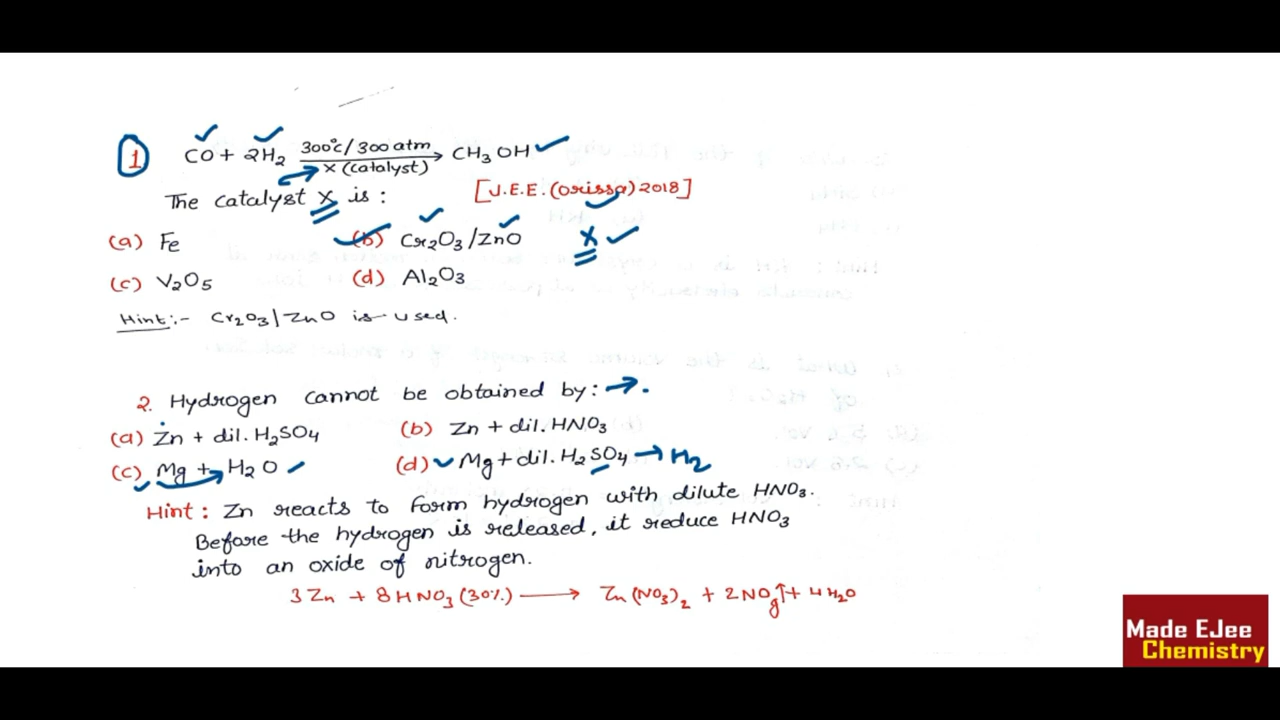 1 CO + 2H2 300°C/300 atm → X (catalyst) CH3OH
The catalyst X is : [J.E.E.(Orissa) 2018]
(a) Fe (b) Cr2O3/ZnO X
(c) V2O5 (d) Al2O3
Hint:- Cr2O3/ZnO is used.
2. Hydrogen cannot be obtained by: →.
(a) Zn + dil. H2SO4 (b) Zn + dil. HNO3
(c) Mg + H2O (d) Mg + dil. H2SO4 → H2
Hint : Zn reacts to form hydrogen with dilute HNO3.
Before the hydrogen is released, it reduce HNO3
into an oxide of nitrogen.
3Zn + 8HNO3 (30%) → Zn(NO3)2 + 2NOg↑ + 4H2O
Made EJee
Chemistry